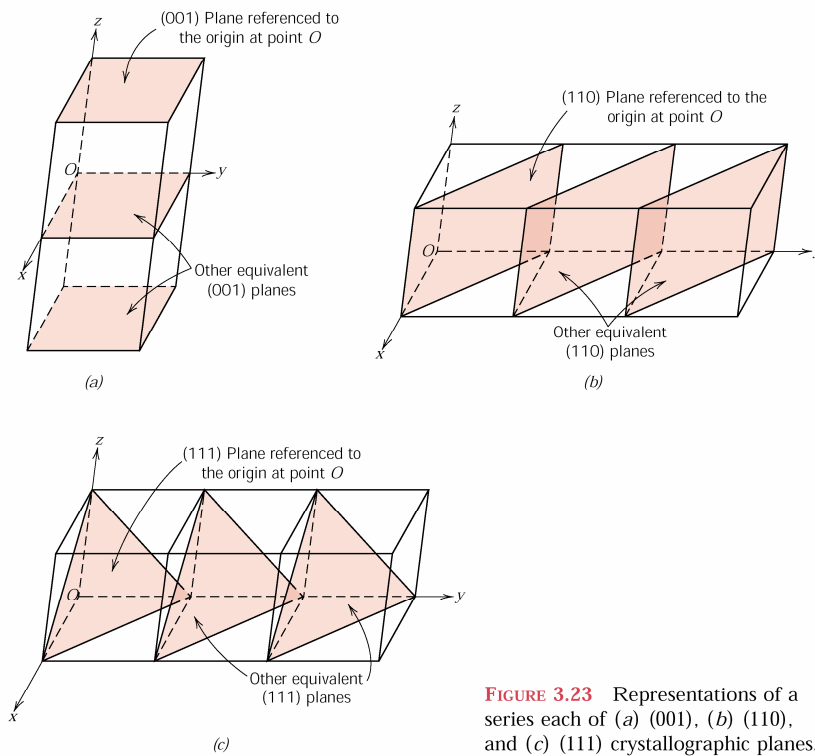 z
(001) Plane referenced to
the origin at point O
O
y
x
Other equivalent
(001) planes
(a)
z
(110) Plane referenced to the
origin at point O
O
x
Other equivalent
(110) planes
(b)
z
(111) Plane referenced to
the origin at point O
O
y
x
Other equivalent
(111) planes
(c)
FIGURE 3.23 Representations of a
series each of (a) (001), (b) (110),
and (c) (111) crystallographic planes.